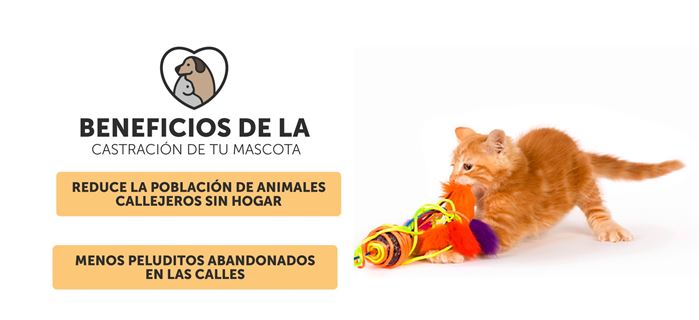 BENEFICIOS DE LA
CASTRACIÓN DE TU MASCOTA
REDUCE LA POBLACIÓN DE ANIMALES
CALLEJEROS SIN HOGAR
MENOS PELUDITOS ABANDONADOS
EN LAS CALLES